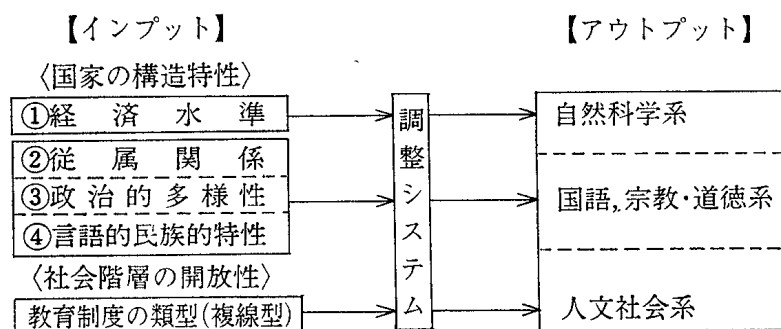 【インプット】
【アウトプット】
〈国家の構造特性〉
①経済水準
②従属関係
③政治的多様性
④言語的民族的特性
〈社会階層の開放性〉
教育制度の類型(複線型)
調整システム
自然科学系
国語,宗教・道徳系
人文社会系